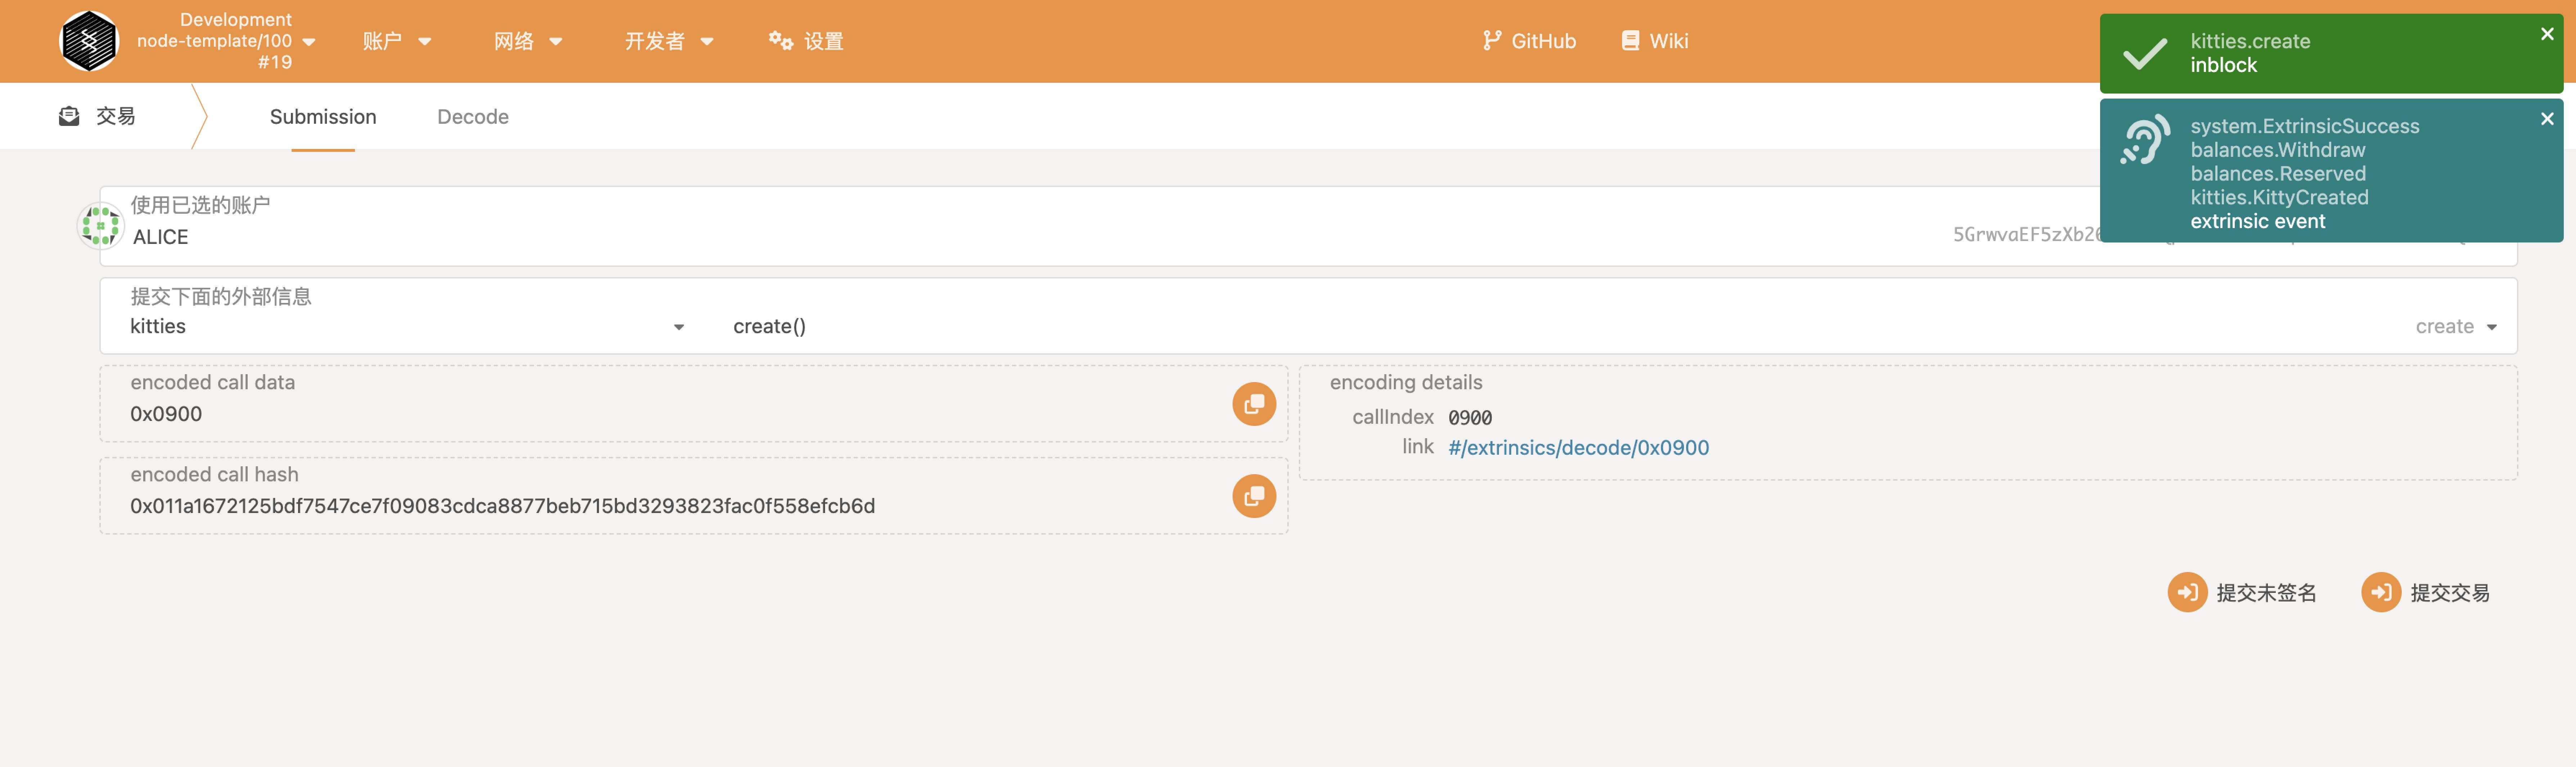 Development
node-template/100
#19
账户
网络
开发者
设置
GitHub
Wiki
kitties.create
inblock
system.ExtrinsicSuccess
balances.Withdraw
balances.Reserved
kitties.KittyCreated
extrinsic event
交易
Submission
Decode
使用已选的账户
ALICE
5GrwvaEF5zXb26
提交下面的外部信息
kitties
create()
create
encoded call data
0x0900
encoded call hash
0x011a1672125bdf7547ce7f09083cdca8877beb715bd3293823fac0f558efcb6d
encoding details
callIndex 0900
link #/extrinsics/decode/0x0900
提交未签名
提交交易